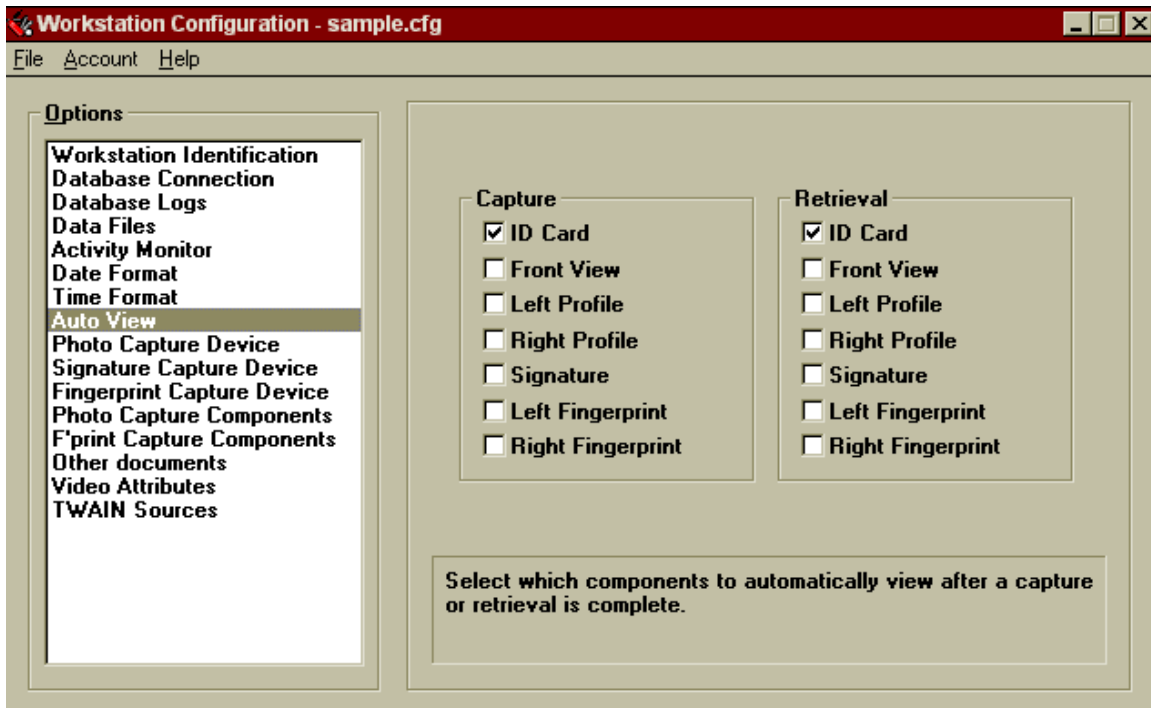 Workstation Configuration - sample.cfg
File Account Help
Options
Workstation Identification
Database Connection
Database Logs
Data Files
Activity Monitor
Date Format
Time Format
Auto View
Photo Capture Device
Signature Capture Device
Fingerprint Capture Device
Photo Capture Components
F'print Capture Components
Other documents
Video Attributes
TWAIN Sources
Capture
ID Card
Front View
Left Profile
Right Profile
Signature
Left Fingerprint
Right Fingerprint
Retrieval
ID Card
Front View
Left Profile
Right Profile
Signature
Left Fingerprint
Right Fingerprint
Select which components to automatically view after a capture
or retrieval is complete.